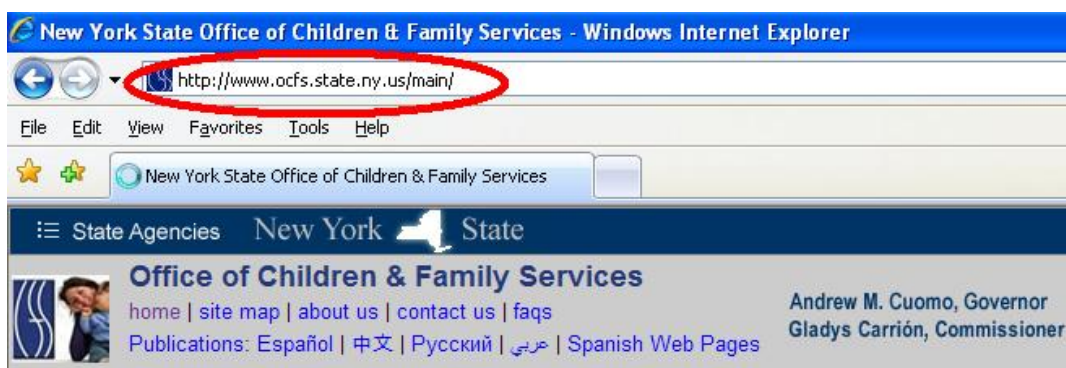 New York State Office of Children & Family Services - Windows Internet Explorer
http://www.ocfs.state.ny.us/main/
File Edit View Favorites Tools Help
New York State Office of Children & Family Services
State Agencies New York State
Office of Children & Family Services
home | site map | about us | contact us | faqs
Publications: Español | 中文 | Русский | عربي | Spanish Web Pages
Andrew M. Cuomo, Governor
Gladys Carrión, Commissioner